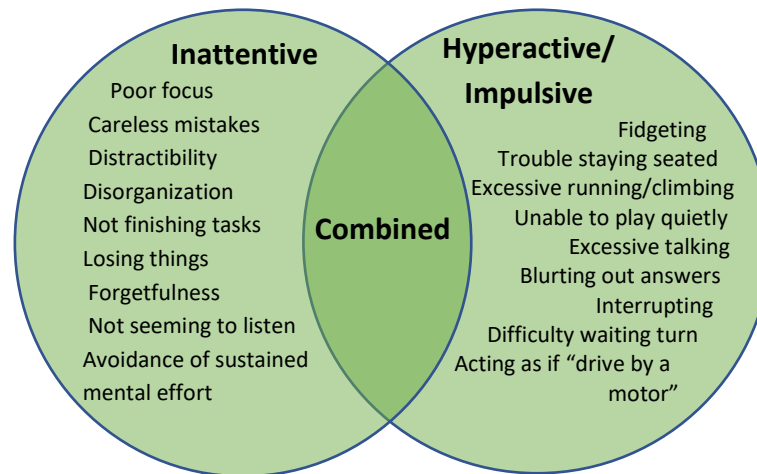 Inattentive
Poor focus
Careless mistakes
Distractibility
Disorganization
Not finishing tasks
Losing things
Forgetfulness
Not seeming to listen
Avoidance of sustained
mental effort
Combined
Hyperactive/
Impulsive
Fidgeting
Trouble staying seated
Excessive running/climbing
Unable to play quietly
Excessive talking
Blurting out answers
Interrupting
Difficulty waiting turn
Acting as if “drive by a
motor”